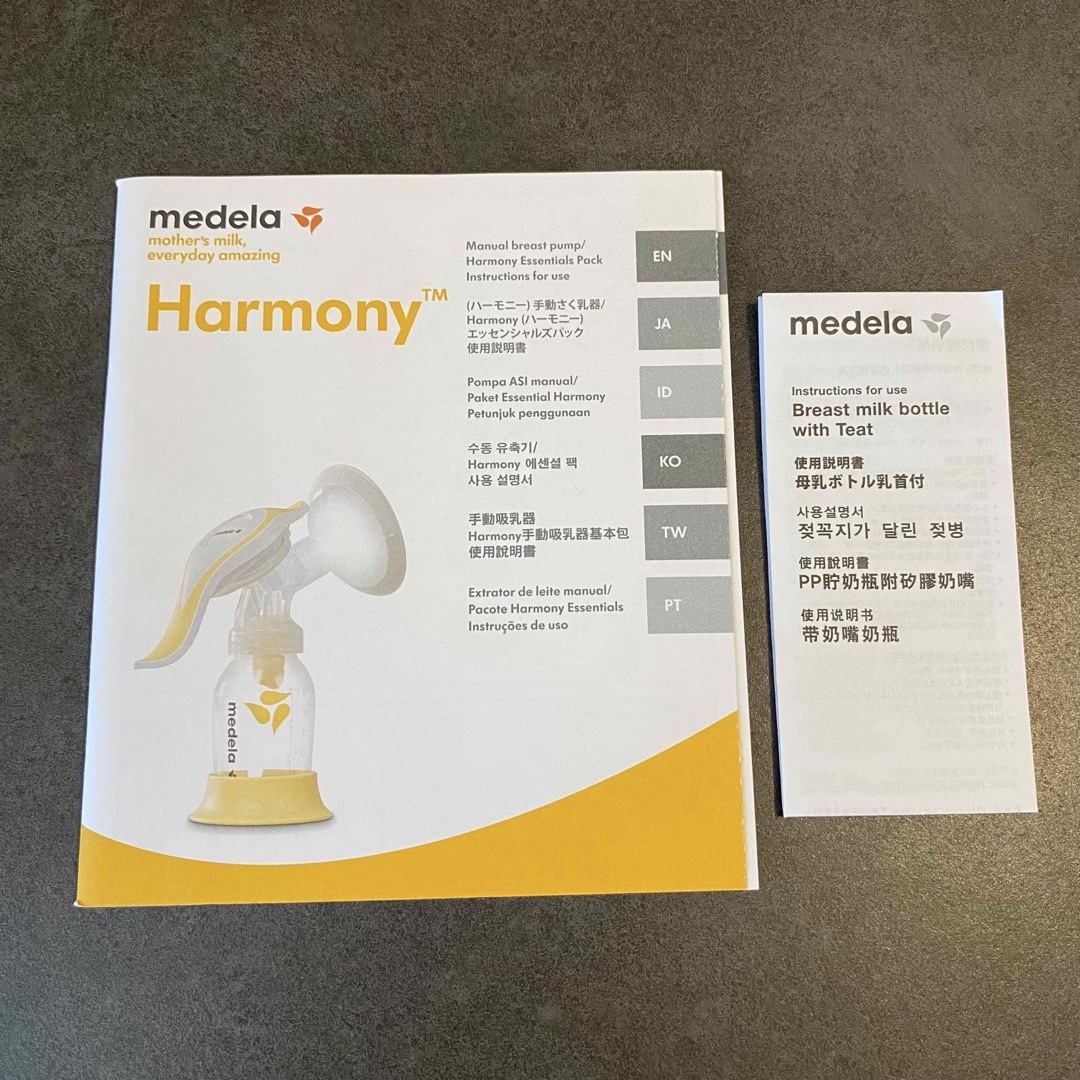 medela
mother's milk,
everyday amazing
Harmony™
Manual breast pump/
Harmony Essentials Pack
Instructions for use
EN
(ハーモニー) 手動さく乳器/
Harmony (ハーモニー)
エッセンシャルズパック
使用説明書
JA
Pompa ASI manual/
Paket Essential Harmony
Petunjuk penggunaan
ID
수동 유축기/
Harmony 에센셜 팩
사용 설명서
KO
手動吸乳器
Harmony手動吸乳器基本包
使用說明書
TW
Extrator de leite manual/
Pacote Harmony Essentials
Instruções de uso
PT
medela
medela
medela
Instructions for use
Breast milk bottle
with Teat
使用説明書
母乳ボトル乳首付
사용설명서
젖꼭지가 달린 젖병
使用說明書
PP貯奶瓶附矽膠奶嘴
使用说明书
带奶嘴奶瓶